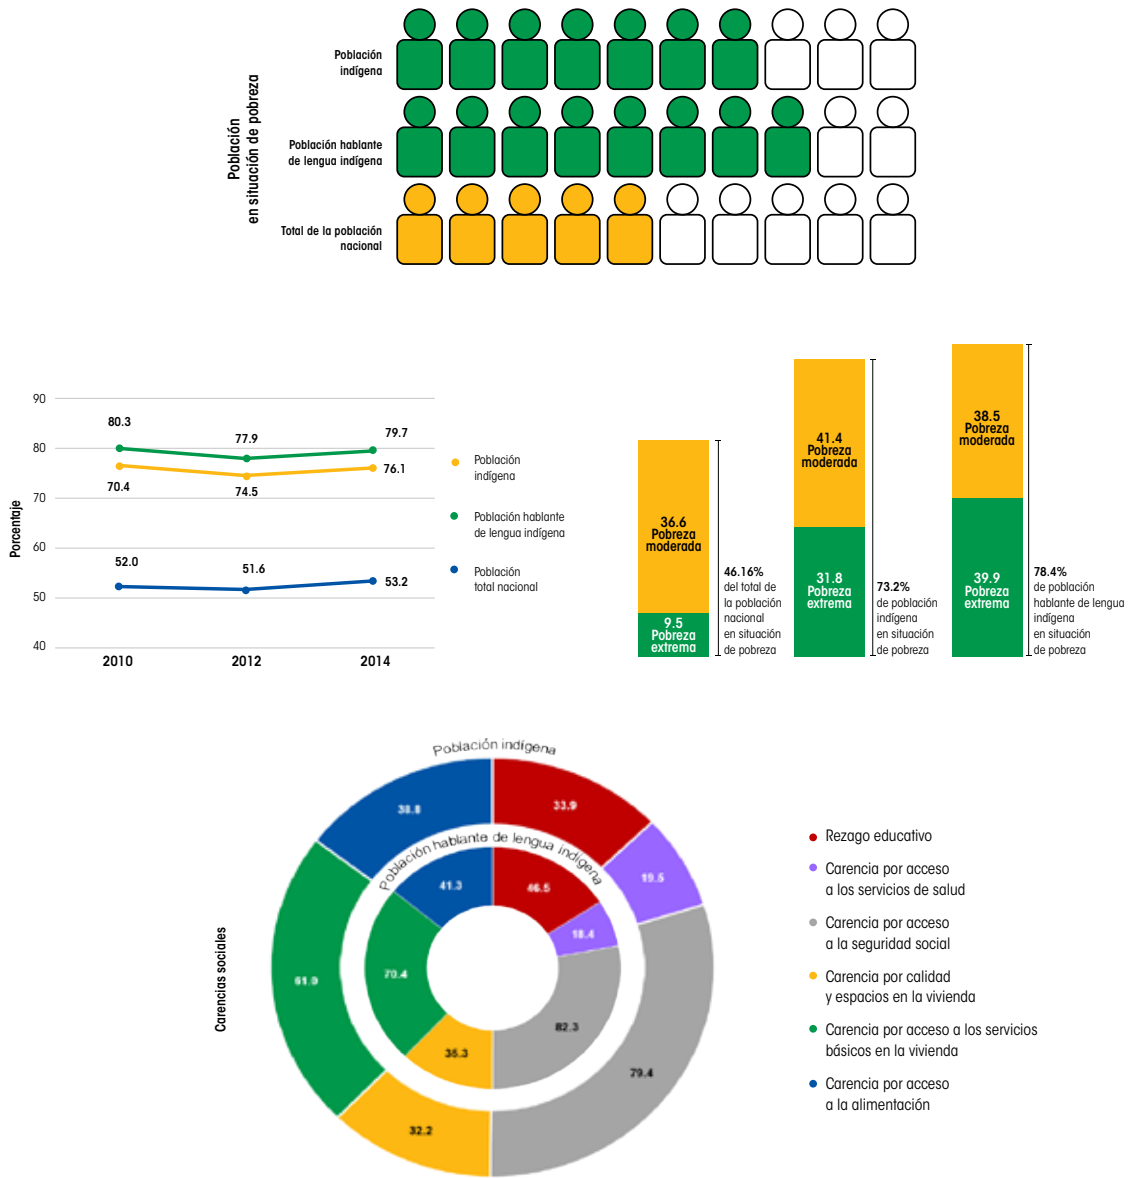 Población
en situación de pobreza
Población
indígena
Población hablante
de lengua indígena
Total de la población
nacional
Porcentaje
90
80
70
60
50
40
80.3
77.9
79.7
70.4
74.5
76.1
52.0
51.6
53.2
2010
2012
2014
Población
indígena
Población hablante
de lengua indígena
Población
total nacional
36.6
Pobreza
moderada
9.5
Pobreza
extrema
46.16%
del total de
la población
nacional
en situación
de pobreza
41.4
Pobreza
moderada
31.8
Pobreza
extrema
73.2%
de población
indígena
en situación
de pobreza
38.5
Pobreza
moderada
39.9
Pobreza
extrema
78.4%
de población
hablante de lengua
indígena
en situación
de pobreza
Carencias sociales
Población indígena
38.8
33.9
19.5
79.4
32.2
61.0
Población hablante de lengua indígena
41.3
46.5
18.4
82.3
35.3
70.4
Rezago educativo
Carencia por acceso
a los servicios de salud
Carencia por acceso
a la seguridad social
Carencia por calidad
y espacios en la vivienda
Carencia por acceso a los servicios
básicos en la vivienda
Carencia por acceso
a la alimentación